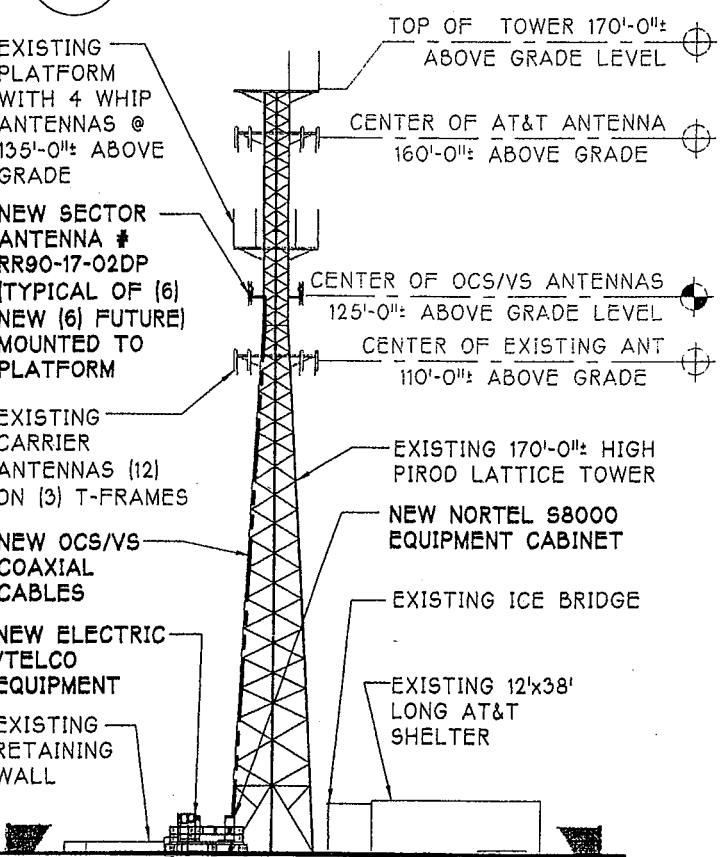 EXISTING
PLATFORM
WITH 4 WHIP
ANTENNAS @
135'-0"± ABOVE
GRADE
NEW SECTOR
ANTENNA #
RR90-17-02DP
(TYPICAL OF (6)
NEW (6) FUTURE)
MOUNTED TO
PLATFORM
EXISTING
CARRIER
ANTENNAS (12)
ON (3) T-FRAMES
NEW OCS/VS
COAXIAL
CABLES
NEW ELECTRIC
/TELCO
EQUIPMENT
EXISTING
RETAINING
WALL
TOP OF TOWER 170'-0"±
ABOVE GRADE LEVEL
CENTER OF AT&T ANTENNA
160'-0"± ABOVE GRADE
CENTER OF OCS/VS ANTENNAS
125'-0"± ABOVE GRADE LEVEL
CENTER OF EXISTING ANT
110'-0"± ABOVE GRADE
EXISTING 170'-0"± HIGH
PIROD LATTICE TOWER
NEW NORTEL S8000
EQUIPMENT CABINET
EXISTING ICE BRIDGE
EXISTING 12'x38'
LONG AT&T
SHELTER